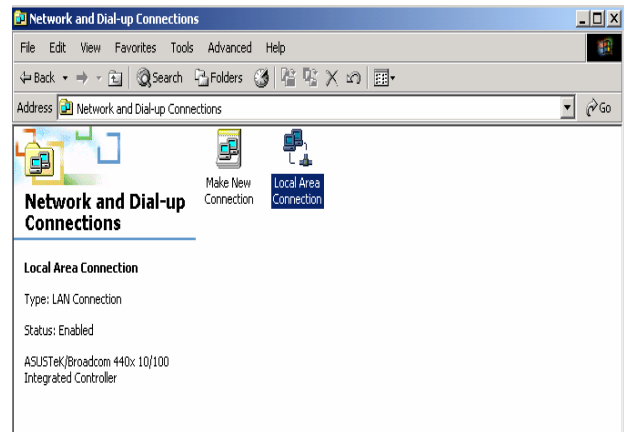 Network and Dial-up Connections
File Edit View Favorites Tools Advanced Help
Back Search Folders
Address Network and Dial-up Connections Go
Network and Dial-up
Connections
Make New
Connection
Local Area
Connection
Local Area Connection
Type: LAN Connection
Status: Enabled
ASUSTeK/Broadcom 440x 10/100
Integrated Controller